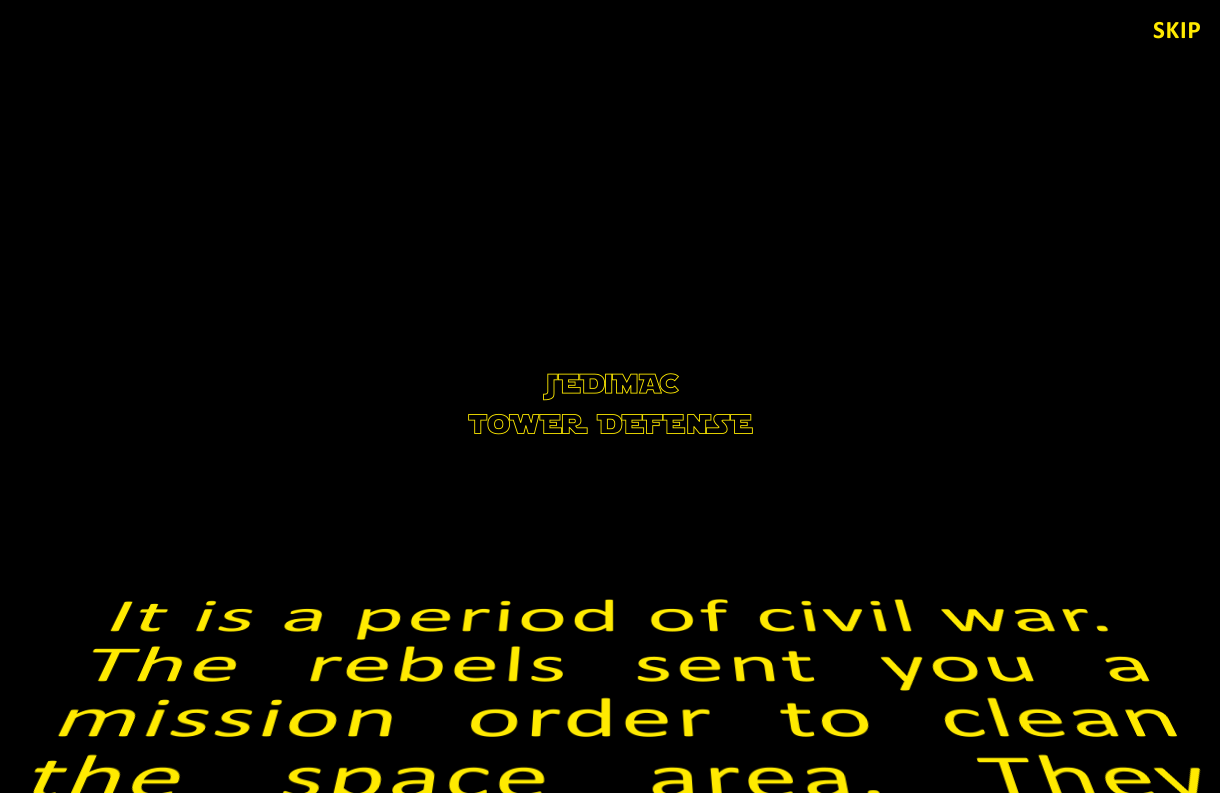 SKIP
JEDIMAC
TOWER DEFENSE
It is a period of civil war.
The rebels sent you a
mission order to clean
the space area. They